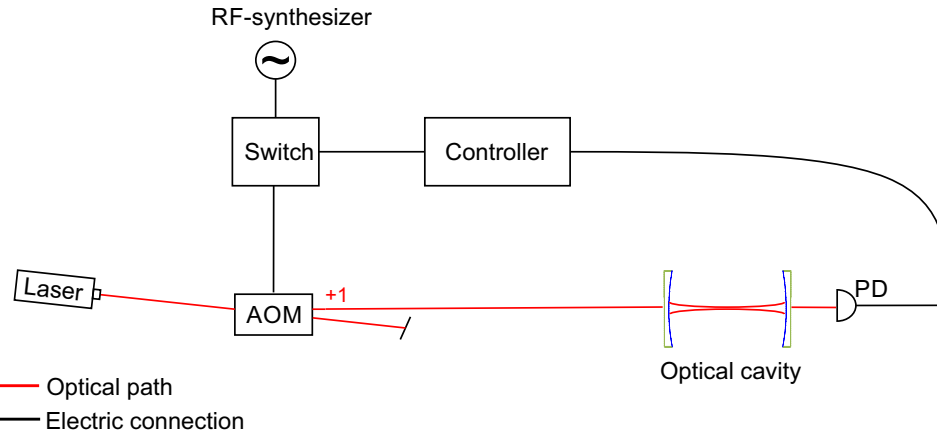 RF-synthesizer
~
Switch
Controller
Laser
AOM
+1
PD
Optical cavity
Optical path
Electric connection